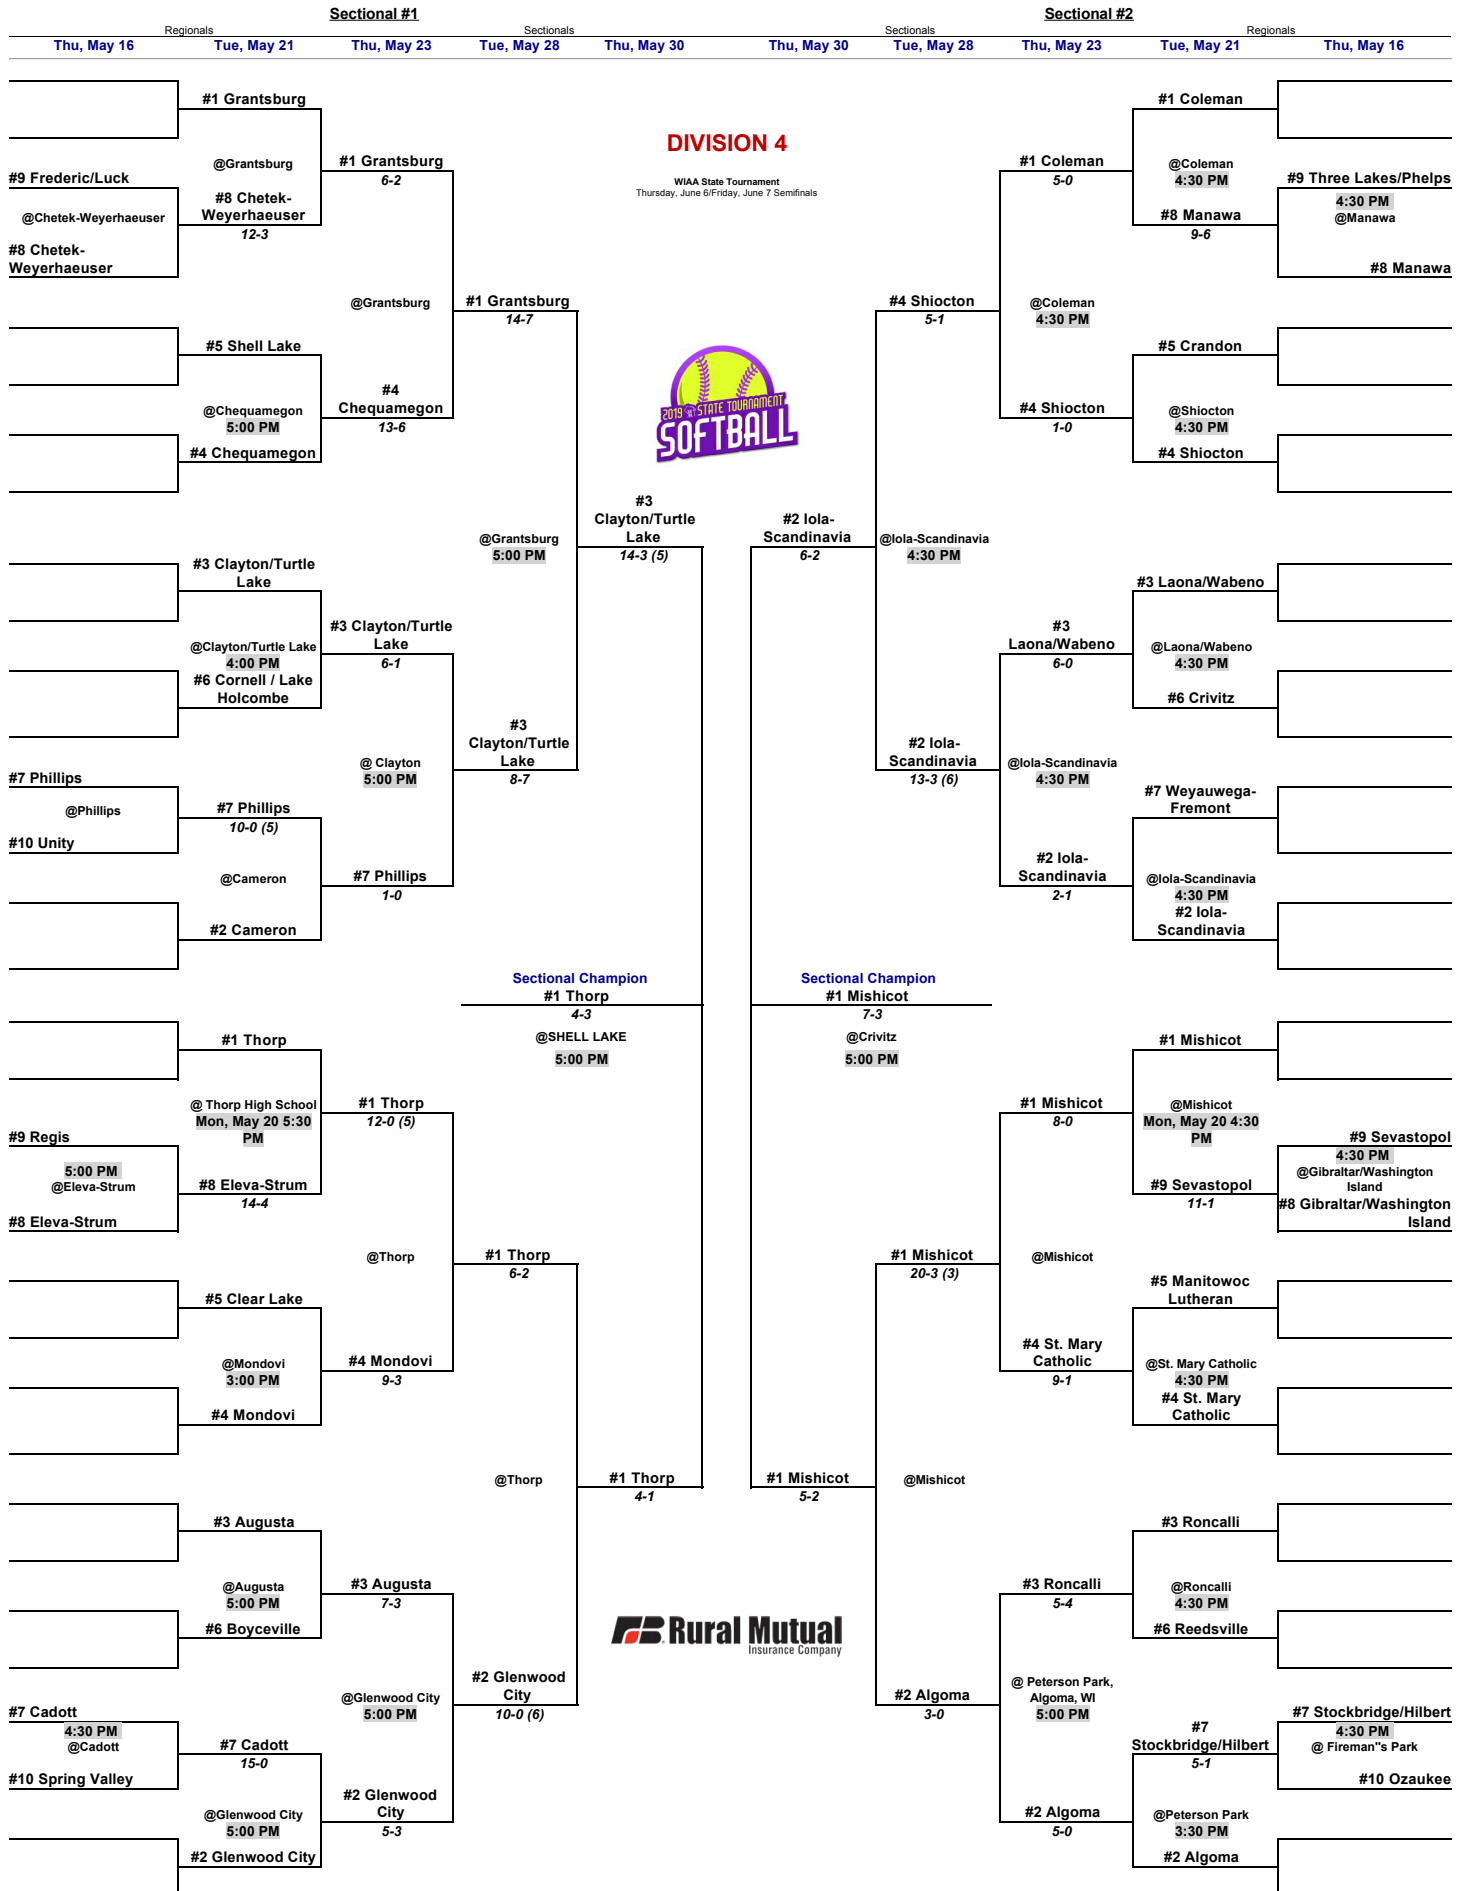 Sectional #1
Sectional #2
Regionals
Sectionals
Sectionals
Regionals
Thu, May 16
Tue, May 21
Thu, May 23
Tue, May 28
Thu, May 30
Thu, May 30
Tue, May 28
Thu, May 23
Tue, May 21
Thu, May 16
DIVISION 4
WIAA State Tournament
Thursday, June 6/Friday, June 7 Semifinals
2019 STATE TOURNAMENT
SOFTBALL
#1 Grantsburg
@Grantsburg
#9 Frederic/Luck
@Chetek-Weyerhaeuser
#8 Chetek-
Weyerhaeuser
#8 Chetek-
Weyerhaeuser
12-3
#1 Grantsburg
6-2
@Grantsburg
#5 Shell Lake
@Chequamegon
5:00 PM
#4 Chequamegon
#4
Chequamegon
13-6
#1 Grantsburg
14-7
@Grantsburg
5:00 PM
#3
Clayton/Turtle
Lake
14-3 (5)
#3 Clayton/Turtle
Lake
@Clayton/Turtle Lake
4:00 PM
#6 Cornell / Lake
Holcombe
#3 Clayton/Turtle
Lake
6-1
@ Clayton
5:00 PM
#3
Clayton/Turtle
Lake
8-7
#7 Phillips
@Phillips
#10 Unity
#7 Phillips
10-0 (5)
@Cameron
#2 Cameron
#7 Phillips
1-0
Sectional Champion
#1 Thorp
4-3
@SHELL LAKE
5:00 PM
#1 Thorp
@ Thorp High School
Mon, May 20 5:30
PM
#9 Regis
5:00 PM
@Eleva-Strum
#8 Eleva-Strum
#8 Eleva-Strum
14-4
#1 Thorp
12-0 (5)
@Thorp
#1 Thorp
6-2
#5 Clear Lake
@Mondovi
3:00 PM
#4 Mondovi
#4 Mondovi
9-3
@Thorp
#1 Thorp
4-1
#3 Augusta
@Augusta
5:00 PM
#6 Boyceville
#3 Augusta
7-3
@Glenwood City
5:00 PM
#2 Glenwood
City
10-0 (6)
#7 Cadott
4:30 PM
@Cadott
#10 Spring Valley
#7 Cadott
15-0
@Glenwood City
5:00 PM
#2 Glenwood City
#2 Glenwood
City
5-3
#1 Coleman
@Coleman
4:30 PM
#9 Three Lakes/Phelps
4:30 PM
@Manawa
#8 Manawa
#8 Manawa
9-6
#1 Coleman
5-0
@Coleman
4:30 PM
#4 Shiocton
5-1
#5 Crandon
@Shiocton
4:30 PM
#4 Shiocton
#4 Shiocton
1-0
#2 Iola-
Scandinavia
6-2
@Iola-Scandinavia
4:30 PM
#3 Laona/Wabeno
@Laona/Wabeno
4:30 PM
#6 Crivitz
#3
Laona/Wabeno
6-0
@Iola-Scandinavia
4:30 PM
#2 Iola-
Scandinavia
13-3 (6)
#7 Weyauwega-
Fremont
@Iola-Scandinavia
4:30 PM
#2 Iola-
Scandinavia
#2 Iola-
Scandinavia
2-1
Sectional Champion
#1 Mishicot
7-3
@Crivitz
5:00 PM
#1 Mishicot
@Mishicot
Mon, May 20 4:30
PM
#9 Sevastopol
4:30 PM
@Gibraltar/Washington
Island
#8 Gibraltar/Washington
Island
#9 Sevastopol
11-1
#1 Mishicot
8-0
@Mishicot
#1 Mishicot
20-3 (3)
#5 Manitowoc
Lutheran
@St. Mary Catholic
4:30 PM
#4 St. Mary
Catholic
#4 St. Mary
Catholic
9-1
@Mishicot
#1 Mishicot
5-2
#3 Roncalli
@Roncalli
4:30 PM
#6 Reedsville
#3 Roncalli
5-4
@ Peterson Park,
Algoma, WI
5:00 PM
#2 Algoma
3-0
#7 Stockbridge/Hilbert
4:30 PM
@ Fireman"s Park
#10 Ozaukee
#7
Stockbridge/Hilbert
5-1
@Peterson Park
3:30 PM
#2 Algoma
#2 Algoma
5-0
Rural Mutual
Insurance Company